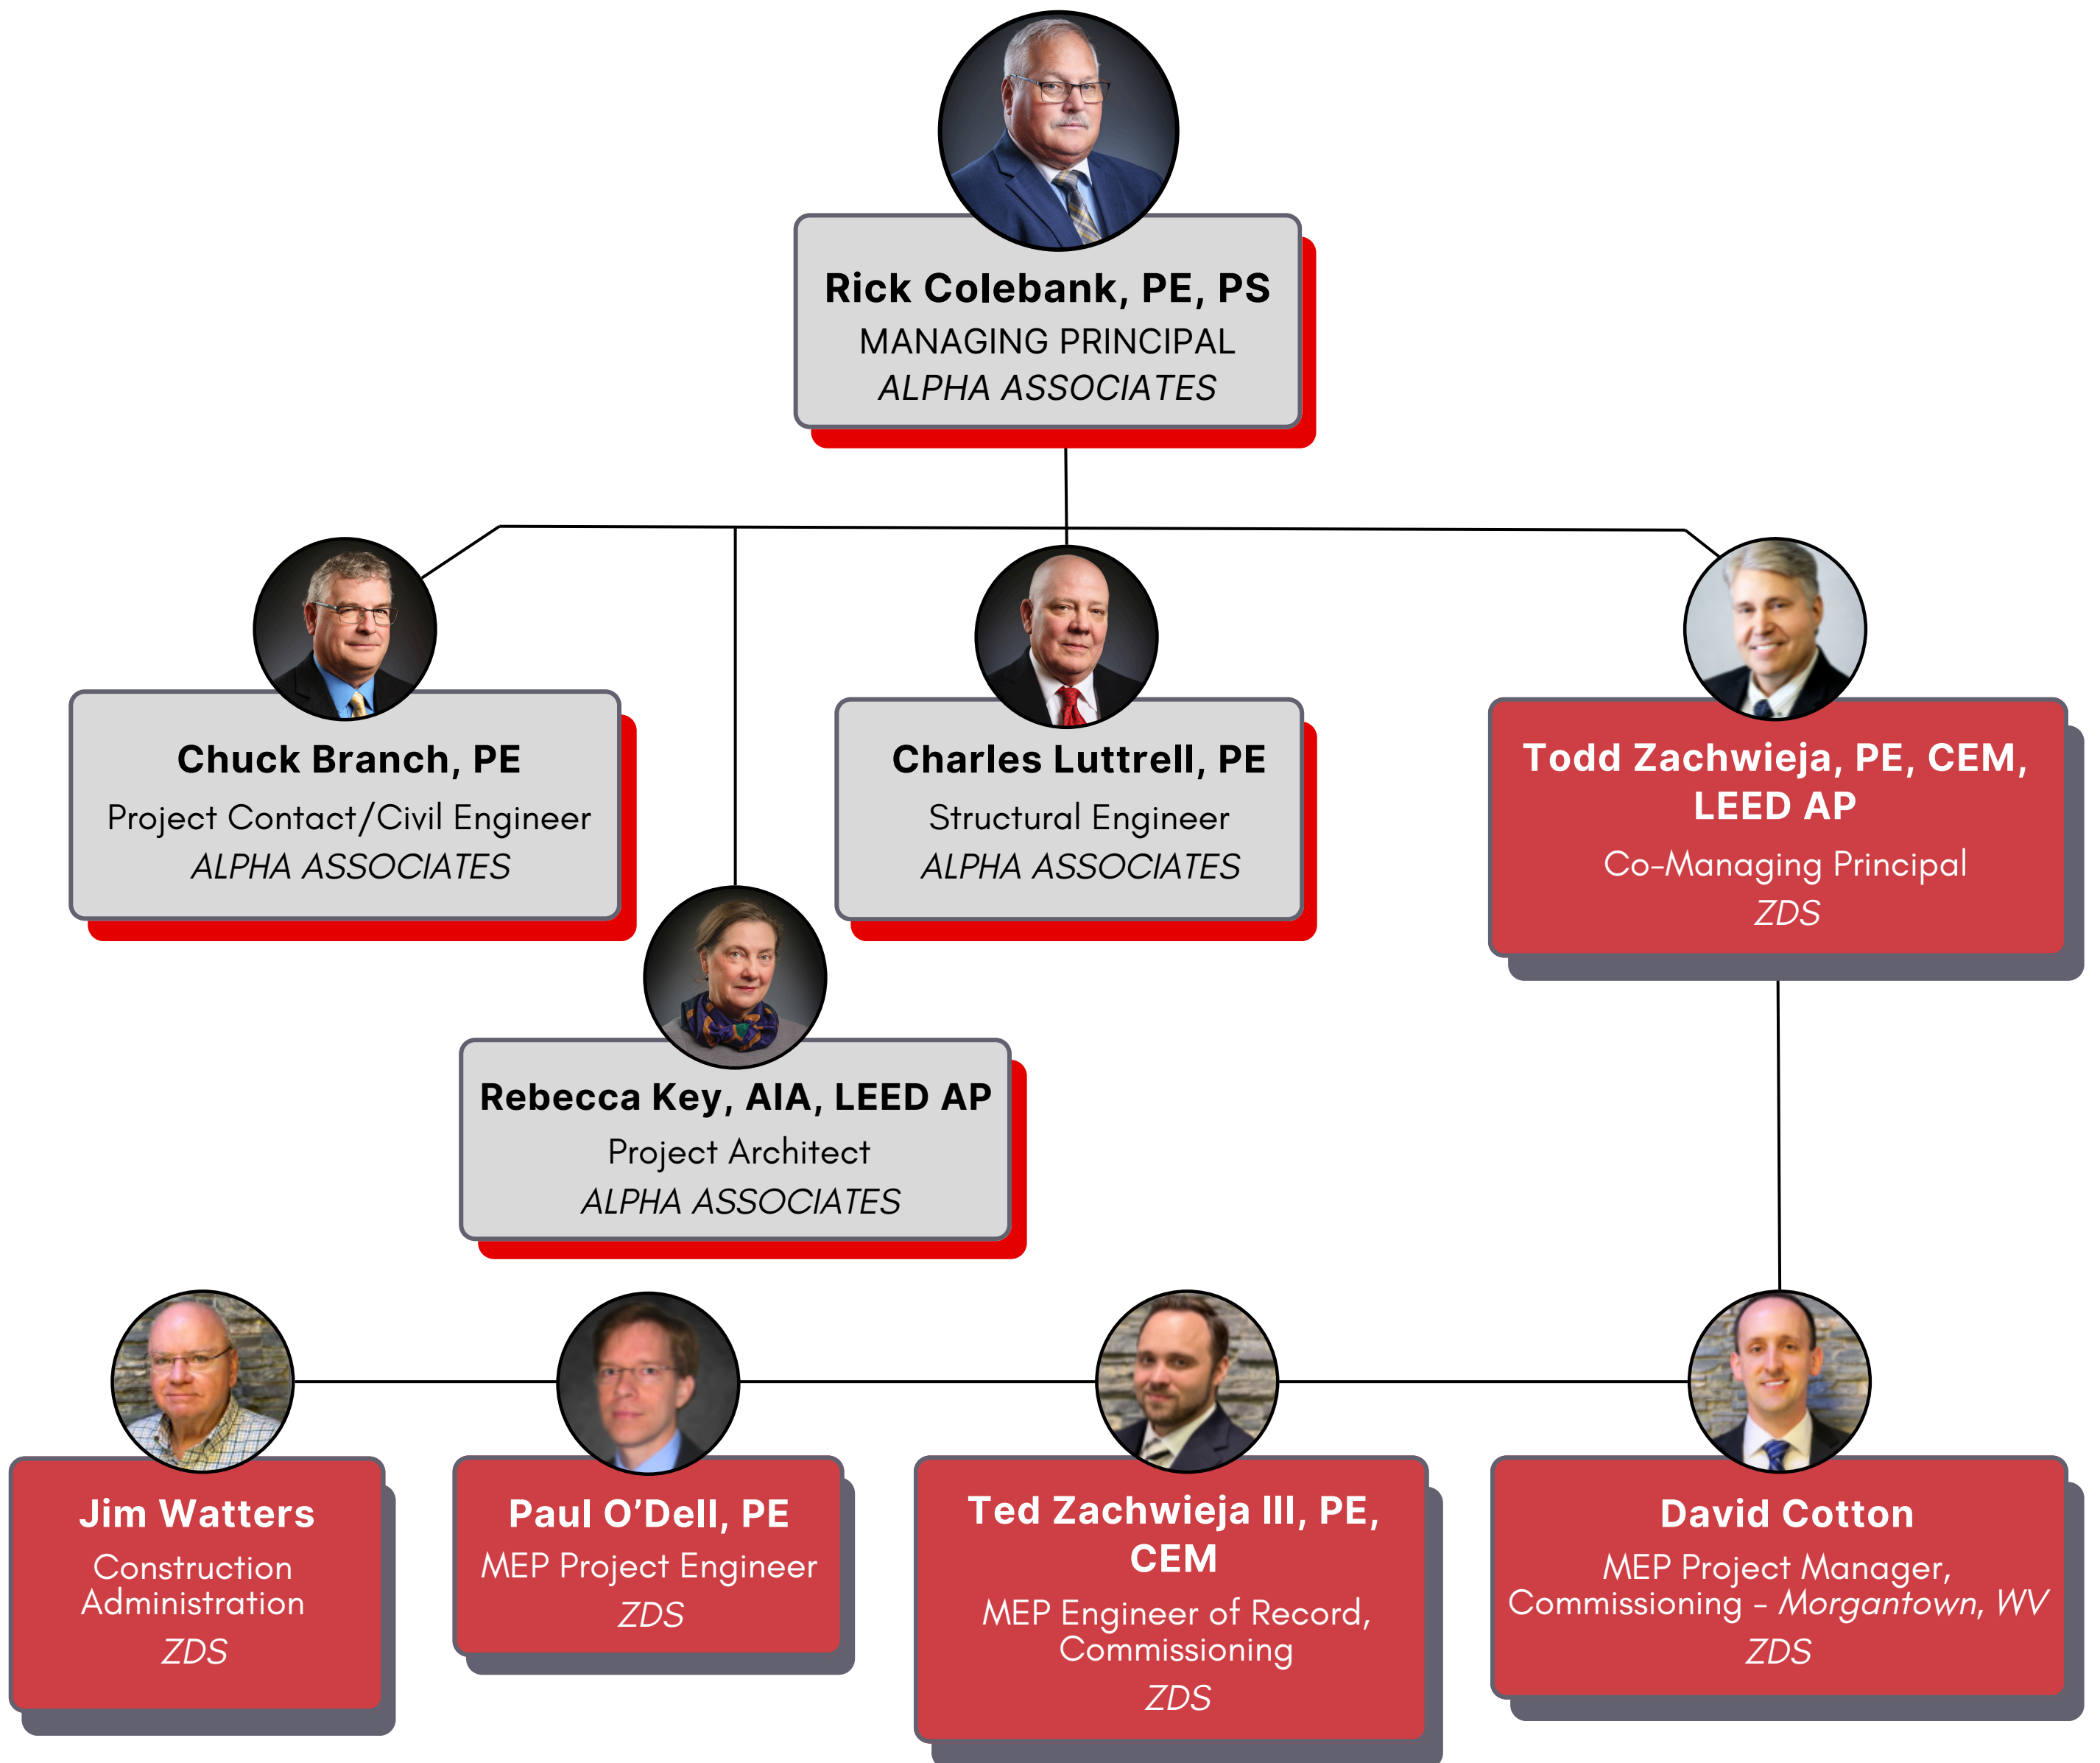 Rick Colebank, PE, PS
MANAGING PRINCIPAL
ALPHA ASSOCIATES
Chuck Branch, PE
Project Contact/Civil Engineer
ALPHA ASSOCIATES
Charles Luttrell, PE
Structural Engineer
ALPHA ASSOCIATES
Todd Zachwieja, PE, CEM,
LEED AP
Co-Managing Principal
ZDS
Rebecca Key, AIA, LEED AP
Project Architect
ALPHA ASSOCIATES
Jim Watters
Construction
Administration
ZDS
Paul O’Dell, PE
MEP Project Engineer
ZDS
Ted Zachwieja III, PE,
CEM
MEP Engineer of Record,
Commissioning
ZDS
David Cotton
MEP Project Manager,
Commissioning - Morgantown, WV
ZDS